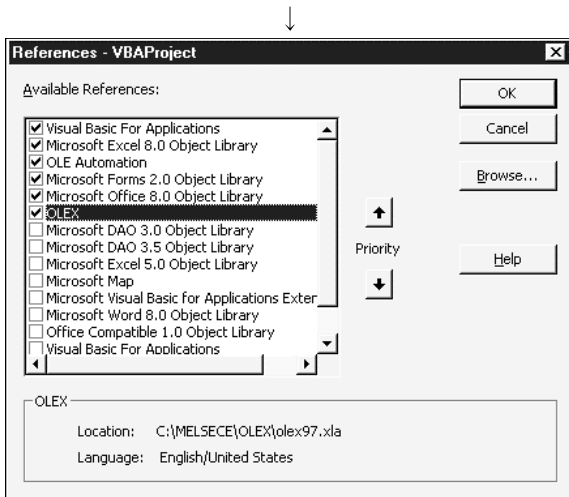 ↓
References - VBAProject
Available References:
Visual Basic For Applications
Microsoft Excel 8.0 Object Library
OLE Automation
Microsoft Forms 2.0 Object Library
Microsoft Office 8.0 Object Library
OLEX
Microsoft DAO 3.0 Object Library
Microsoft DAO 3.5 Object Library
Microsoft Excel 5.0 Object Library
Microsoft Map
Microsoft Visual Basic for Applications Exter
Microsoft Word 8.0 Object Library
Office Compatible 1.0 Object Library
Visual Basic For Applications
Priority
OK
Cancel
Browse...
Help
OLEX
Location: C:\MELSECE\OLEX\olex97.xla
Language: English/United States